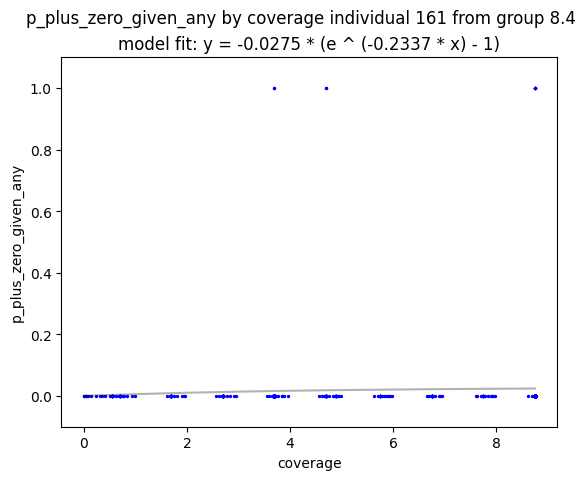 p_plus_zero_given_any by coverage individual 161 from group 8.4
model fit: y = -0.0275 * (e ^ (-0.2337 * x) - 1)
p_plus_zero_given_any
1.0
0.8
0.6
0.4
0.2
0.0
0 2 4 6 8
coverage